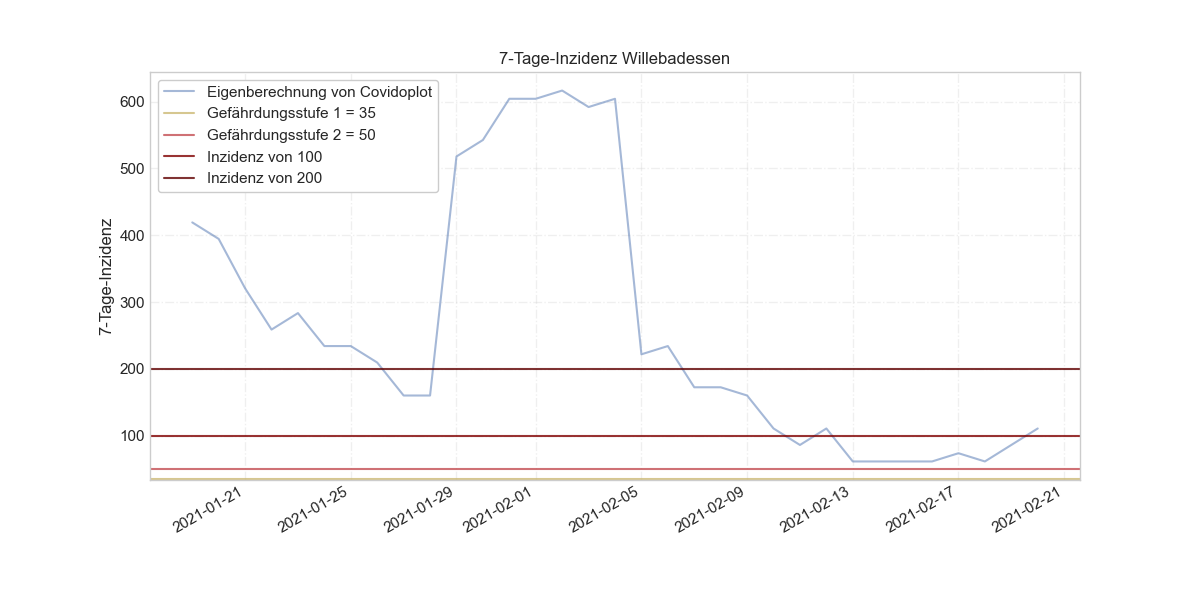 7-Tage-Inzidenz Willebadessen
Eigenberechnung von Covidoplot
Gefährdungsstufe 1 = 35
Gefährdungsstufe 2 = 50
Inzidenz von 100
Inzidenz von 200
7-Tage-Inzidenz
600
500
400
300
200
100
2021-01-21
2021-01-25
2021-01-29
2021-02-01
2021-02-05
2021-02-09
2021-02-13
2021-02-17
2021-02-21